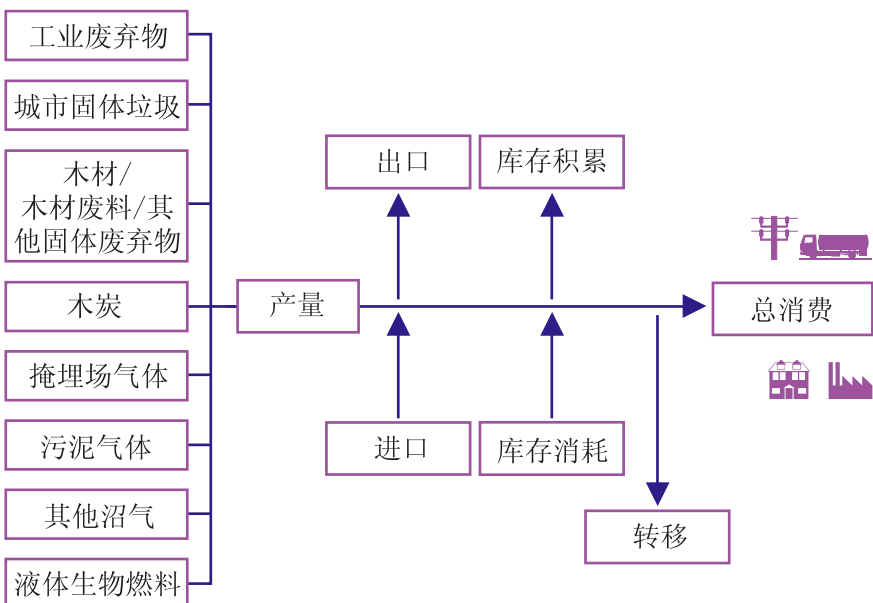 工业废弃物
城市固体垃圾
木材/
木材废料/其
他固体废弃物
木炭
掩埋场气体
污泥气体
其他沼气
液体生物燃料
产量
出口
库存积累
进口
库存消耗
转移
总消费